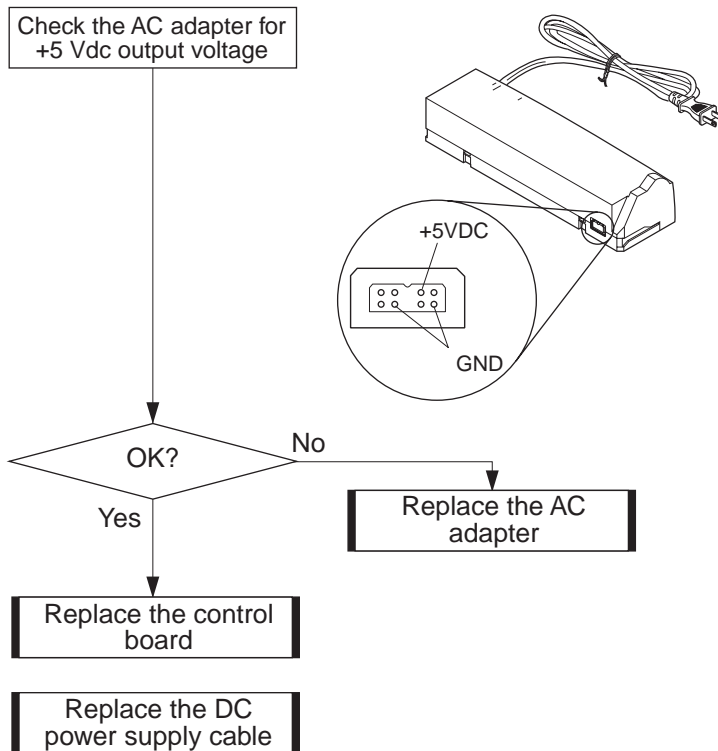 Check the AC adapter for
+5 Vdc output voltage
+5VDC
GND
OK?
No
Yes
Replace the AC
adapter
Replace the control
board
Replace the DC
power supply cable